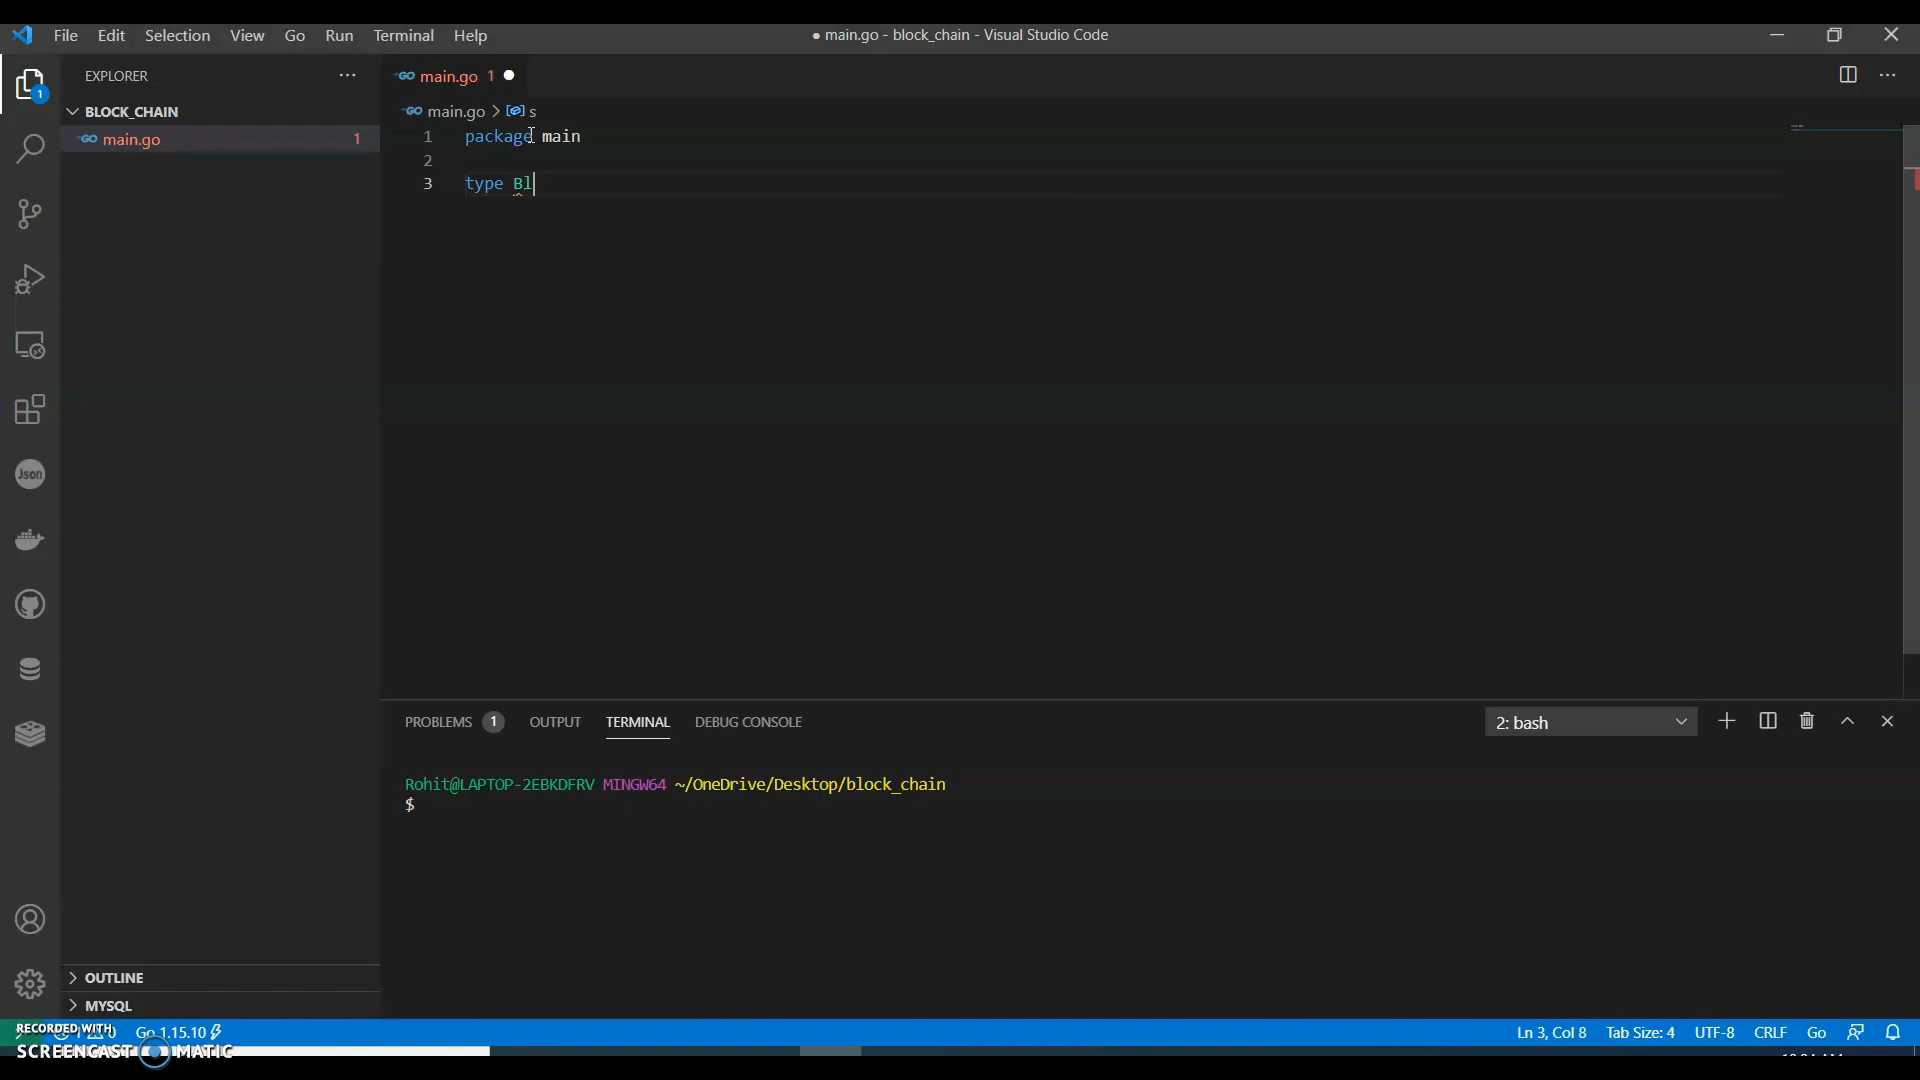 File Edit Selection View Go Run Terminal Help
● main.go - block_chain - Visual Studio Code
EXPLORER
1
BLOCK_CHAIN
main.go 1
main.go 1
main.go > s
1 package main
2
3 type Bl
Json
PROBLEMS 1 OUTPUT TERMINAL DEBUG CONSOLE
2: bash
Rohit@LAPTOP-2EBKDFRV MINGW64 ~/OneDrive/Desktop/block_chain
$
OUTLINE
MYSQL
RECORDED WITH
SCREENCAST MATIC
Go 1.15.10
Ln 3, Col 8 Tab Size: 4 UTF-8 CRLF Go